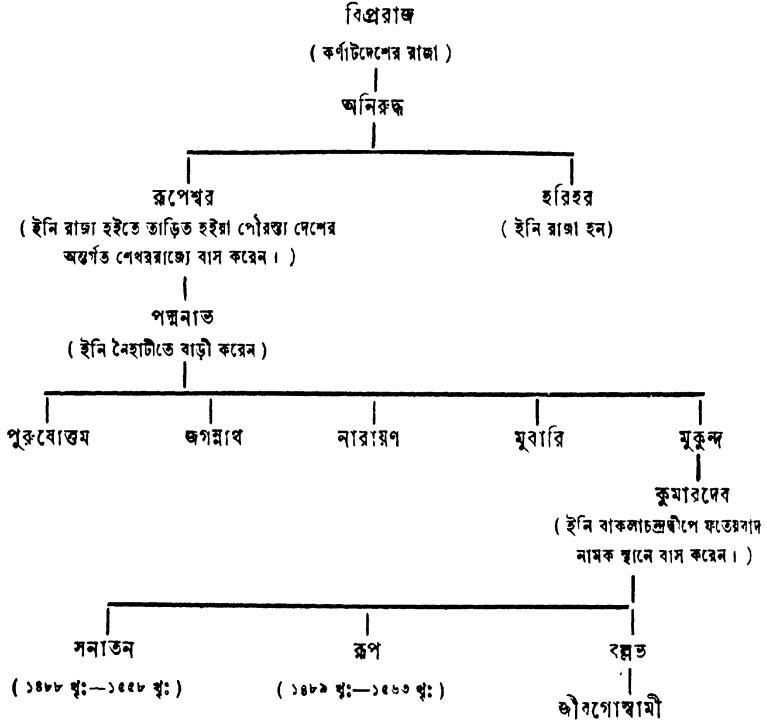 বিপ্ররাজ
( কর্ণাটদেশের রাজা )
অনিরুদ্ধ
রূপেশ্বর
হরিহর
( ইনি রাজ্য হইতে তাড়িত হইয়া পৌরস্ত্য দেশের
অন্তর্গত শেখররাজ্যে বাস করেন। )
( ইনি রাজা হন)
পদ্মনাভ
( ইনি নৈহাটীতে বাড়ী করেন )
পুরুষোত্তম জগন্নাথ নারায়ণ মুবারি মুকুন্দ
কুমারদেব
( ইনি বাকলাচন্দ্রদ্বীপে ফতেয়বাদ
নামক স্থানে বাস করেন। )
সনাতন রূপ বল্লভ
( ১৪৮৮ খৃঃ—১৫৫৮ খৃঃ ) ( ১৪৮৯ খৃঃ—১৫৬৩ খৃঃ )
জীবগোস্বামী